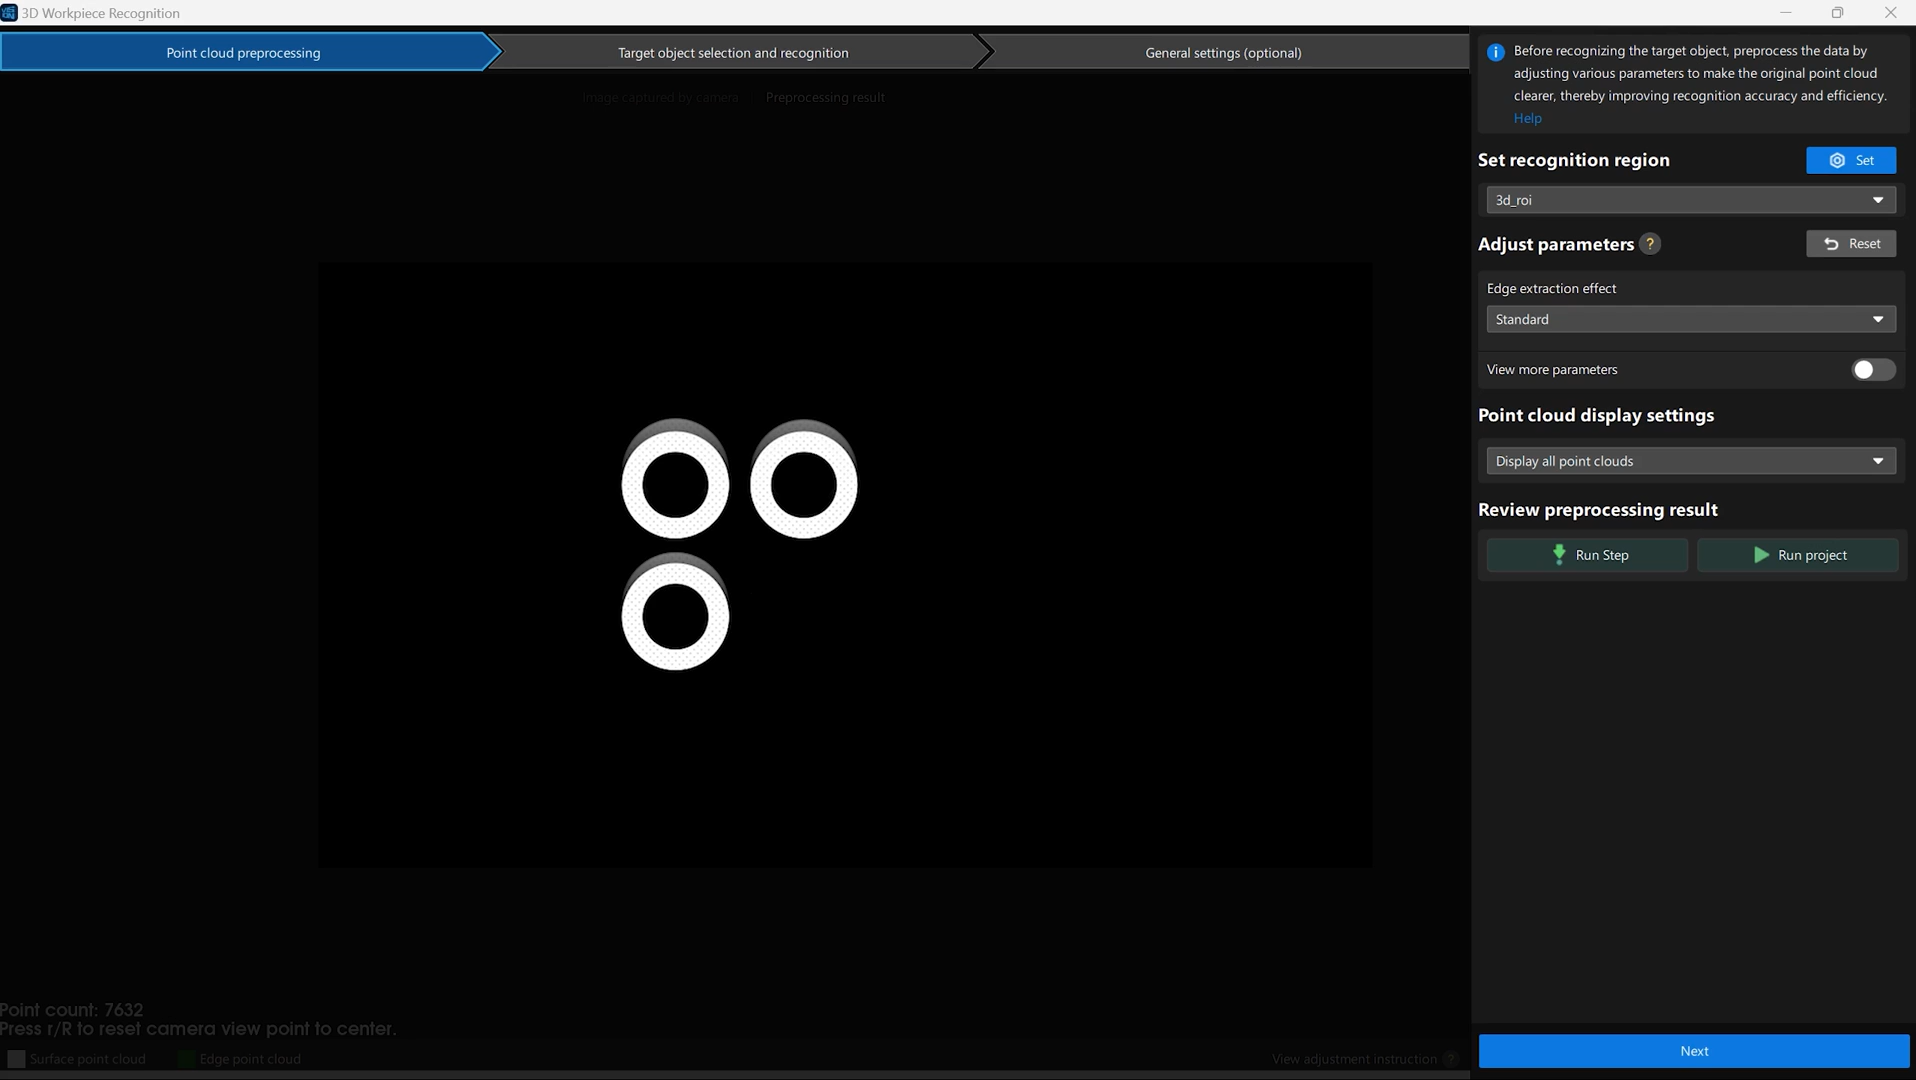 3D Workpiece Recognition
Point cloud preprocessing
Target object selection and recognition
General settings (optional)
Image captured by camera
Preprocessing result
Before recognizing the target object, preprocess the data by
adjusting various parameters to make the original point cloud
clearer, thereby improving recognition accuracy and efficiency.
Help
Set recognition region
Set
3d_roi
Adjust parameters ?
Reset
Edge extraction effect
Standard
View more parameters
Point cloud display settings
Display all point clouds
Review preprocessing result
Run Step
Run project
Point count: 7632
Press r/R to reset camera view point to center.
Surface point cloud
Edge point cloud
View adjustment instruction ?
Next